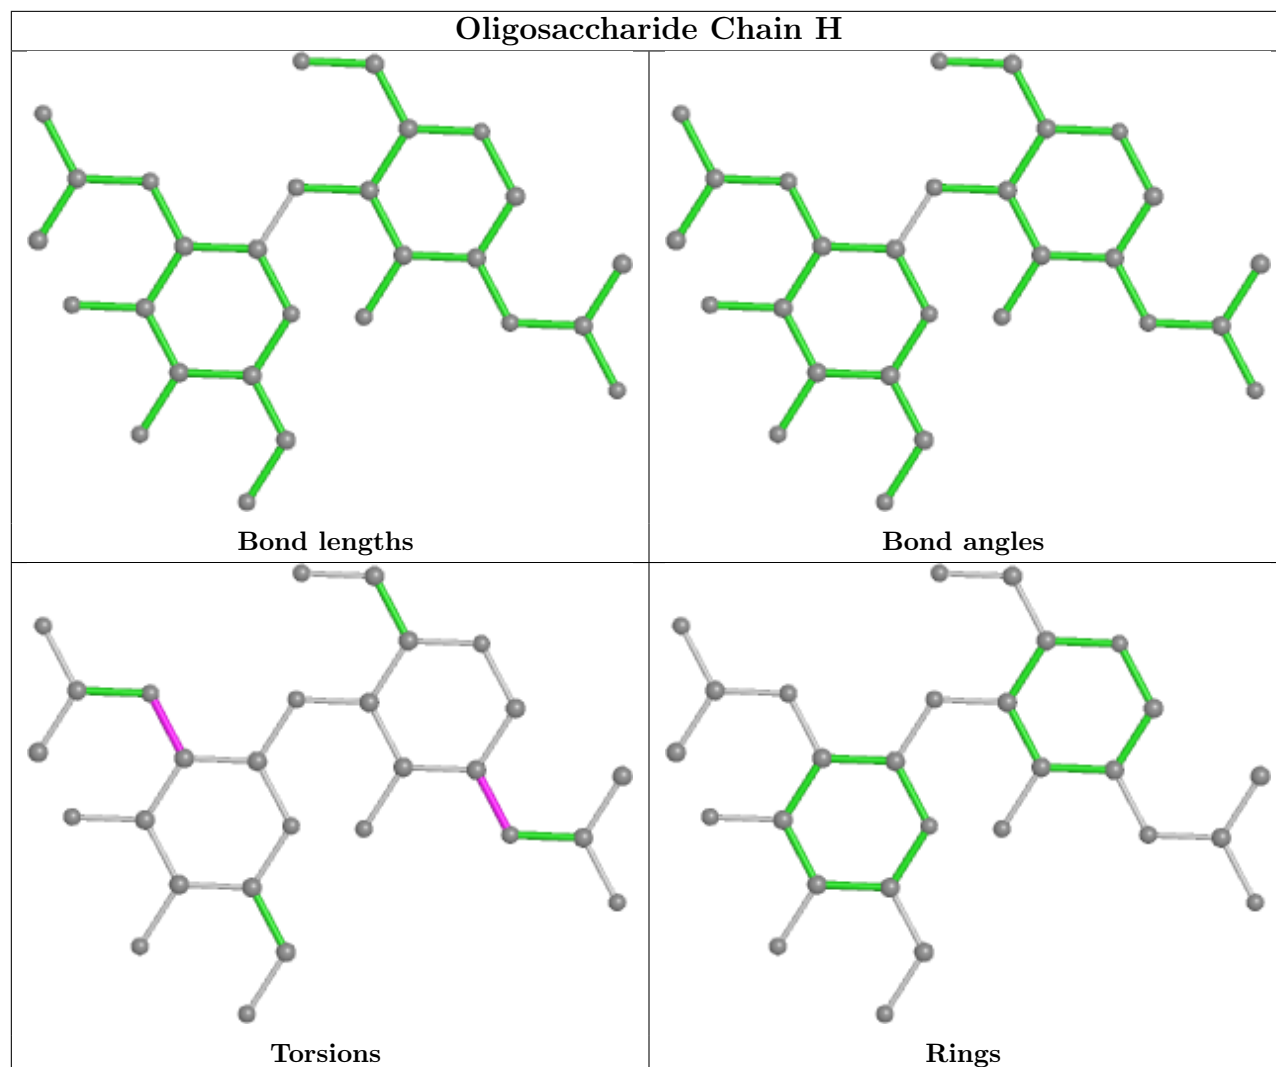 Oligosaccharide Chain H
Bond lengths
Bond angles
Torsions
Rings